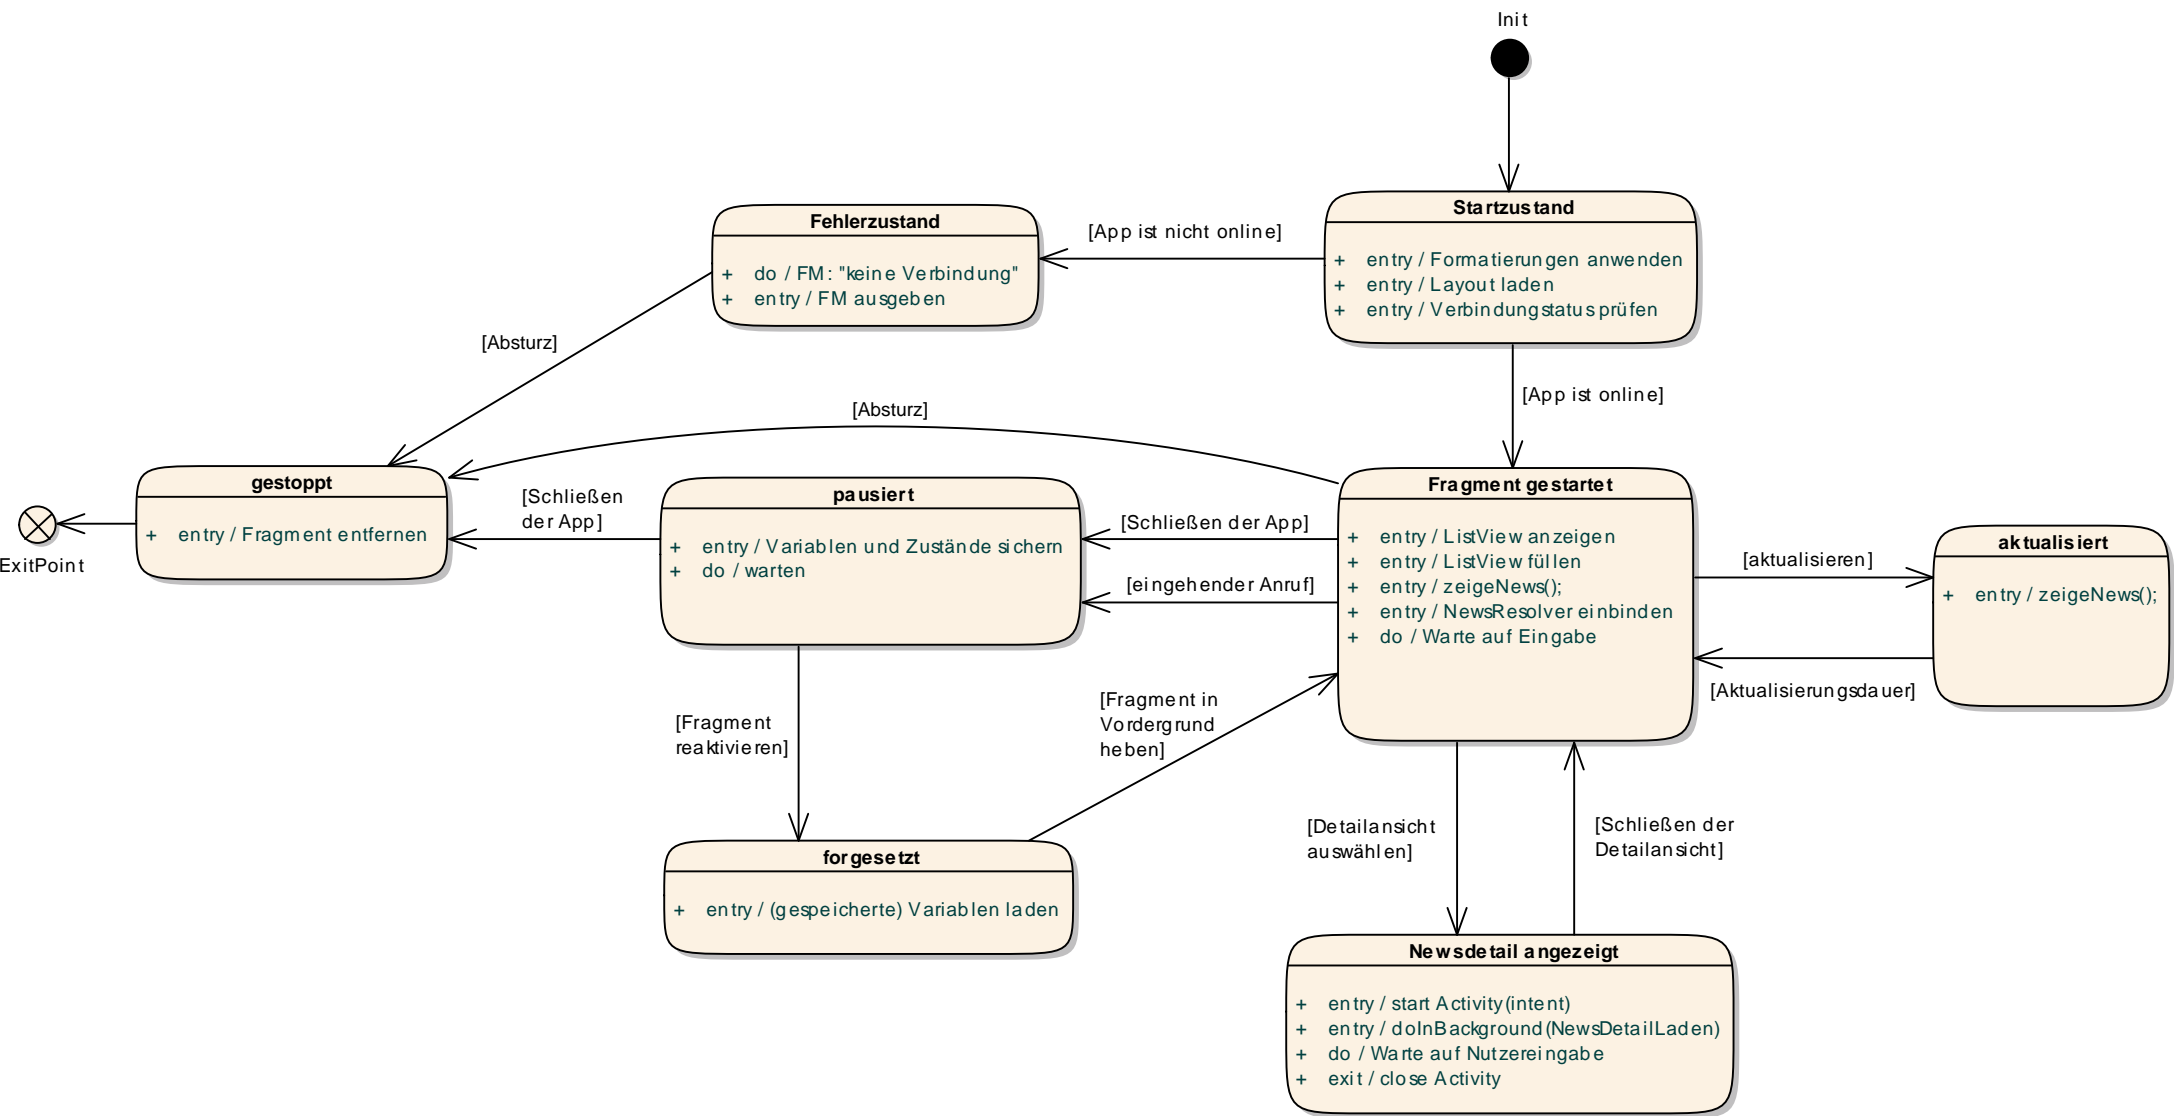 Init
Startzustand
+ entry / Formatierungen anwenden
+ entry / Layout laden
+ entry / Verbindungstatus prüfen
[App ist nicht online]
Fehlerzustand
+ do / FM: "keine Verbindung"
+ entry / FM ausgeben
[Absturz]
[App ist online]
[Absturz]
gestoppt
+ entry / Fragment entfernen
ExitPoint
[Schließen
der App]
pausiert
+ entry / Variablen und Zustände sichern
+ do / warten
[Schließen der App]
[eingehender Anruf]
Fragment gestartet
+ entry / ListView anzeigen
+ entry / ListView füllen
+ entry / zeigeNews();
+ entry / NewsResolver einbinden
+ do / Warte auf Eingabe
[aktualisieren]
aktualisiert
+ entry / zeigeNews();
[Aktualisierungsdauer]
[Fragment
reaktivieren]
[Fragment in
Vordergrund
heben]
forgesetzt
+ entry / (gespeicherte) Variablen laden
[Detailansicht
auswählen]
[Schließen der
Detailansicht]
Newsdetail angezeigt
+ entry / start Activity(intent)
+ entry / doInBackground(NewsDetailLaden)
+ do / Warte auf Nutzereingabe
+ exit / close Activity